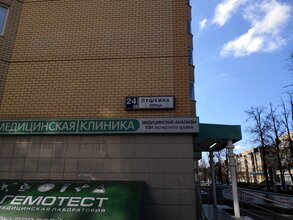 24
ПУШКИНА
УЛИЦА
МЕДИЦИНСКАЯ КЛИНИКА
МЕДИЦИНСКИЕ АНАЛИЗЫ
УЗИ экспертного уровня
ГЕМОТЕСТ
МЕДИЦИНСКАЯ ЛАБОРАТОРИЯ